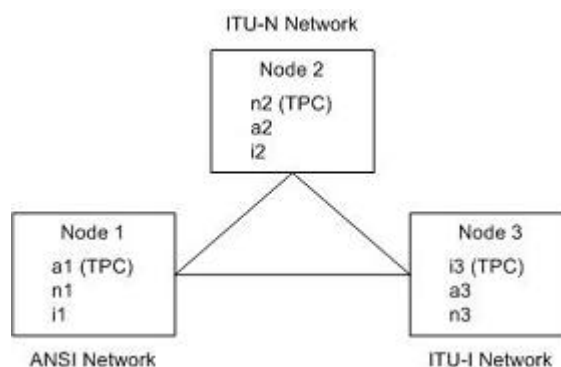 ITU-N Network
Node 2
n2 (TPC)
a2
i2
Node 1
a1 (TPC)
n1
i1
ANSI Network
Node 3
i3 (TPC)
a3
n3
ITU-I Network